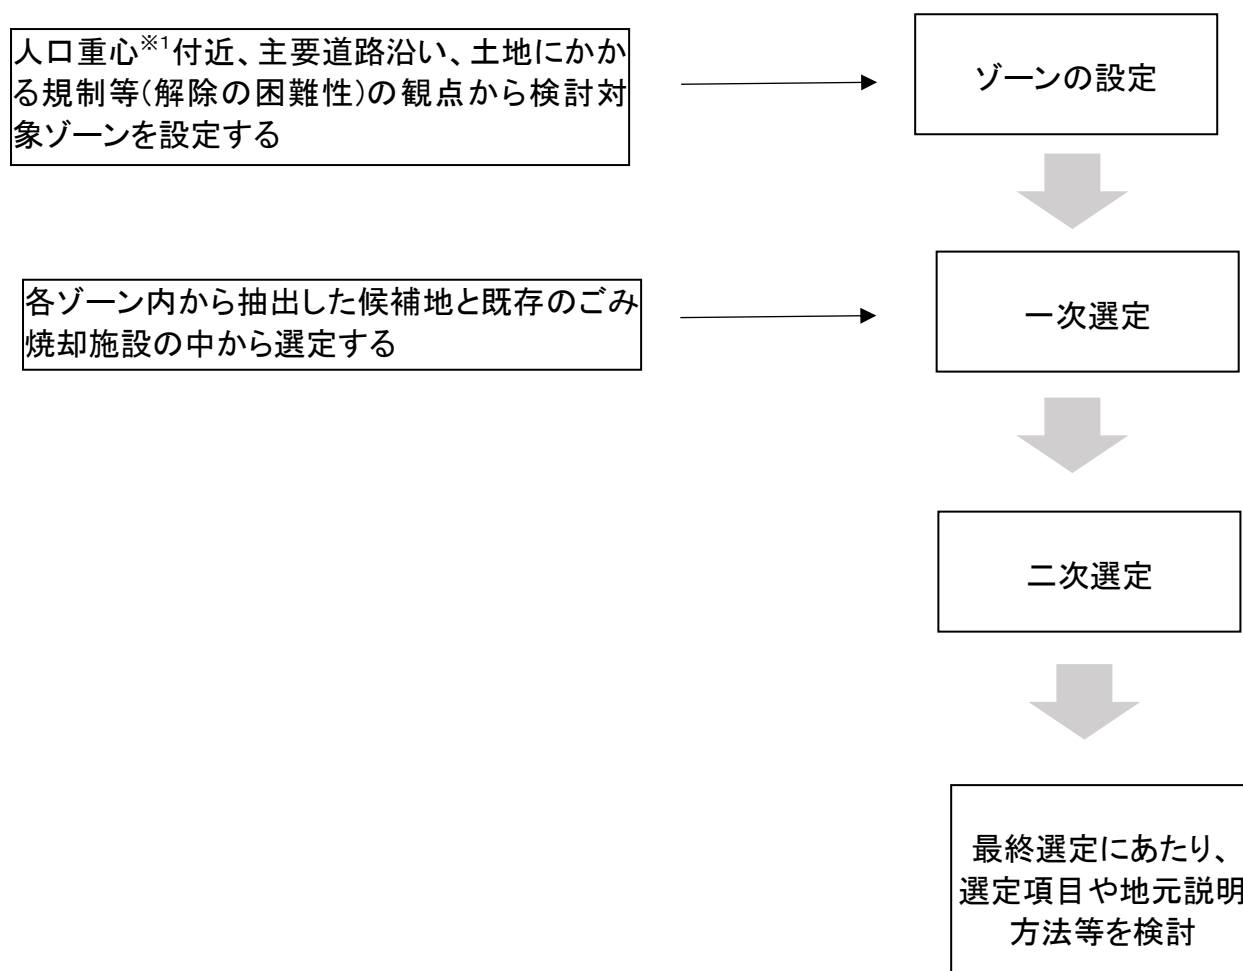 人口重心※1付近、主要道路沿い、土地にかか
る規制等(解除の困難性)の観点から検討対
象ゾーンを設定する
ゾーンの設定
各ゾーン内から抽出した候補地と既存のごみ
焼却施設の中から選定する
一次選定
二次選定
最終選定にあたり、
選定項目や地元説明
方法等を検討